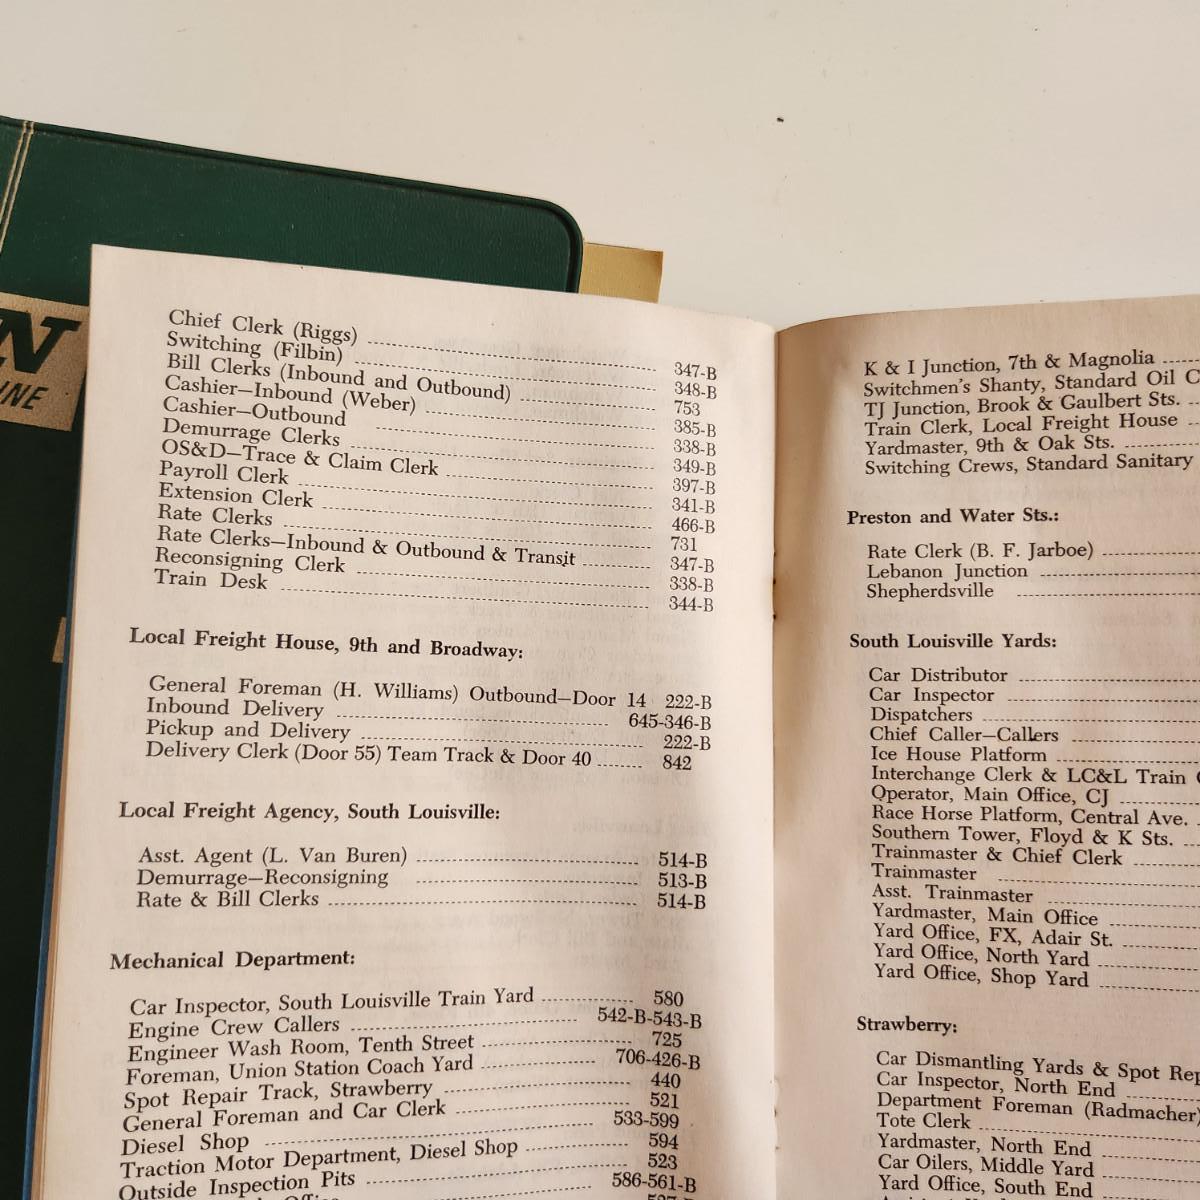 N
INE
Chief Clerk (Riggs) 347-B
Switching (Filbin) 348-B
Bill Clerks (Inbound and Outbound) 753
Cashier—Inbound (Weber) 385-B
Cashier—Outbound 338-B
Demurrage Clerks 349-B
OS&D—Trace & Claim Clerk 397-B
Payroll Clerk 341-B
Extension Clerk 466-B
Rate Clerks 731
Rate Clerks—Inbound & Outbound & Transit 347-B
Reconsigning Clerk 338-B
Train Desk 344-B
Local Freight House, 9th and Broadway:
General Foreman (H. Williams) Outbound—Door 14 222-B
Inbound Delivery 645-346-B
Pickup and Delivery 222-B
Delivery Clerk (Door 55) Team Track & Door 40 842
Local Freight Agency, South Louisville:
Asst. Agent (L. Van Buren) 514-B
Demurrage—Reconsigning 513-B
Rate & Bill Clerks 514-B
Mechanical Department:
Car Inspector, South Louisville Train Yard 580
Engine Crew Callers 542-B-543-B
Engineer Wash Room, Tenth Street 725
Foreman, Union Station Coach Yard 706-426-B
Spot Repair Track, Strawberry 440
General Foreman and Car Clerk 521
Diesel Shop 533-599
Traction Motor Department, Diesel Shop 594
Outside Inspection Pits 523
586-561-B
K & I Junction, 7th & Magnolia
Switchmen's Shanty, Standard Oil C
TJ Junction, Brook & Gaulbert Sts.
Train Clerk, Local Freight House
Yardmaster, 9th & Oak Sts.
Switching Crews, Standard Sanitary
Preston and Water Sts.:
Rate Clerk (B. F. Jarboe)
Lebanon Junction
Shepherdsville
South Louisville Yards:
Car Distributor
Car Inspector
Dispatchers
Chief Caller—Callers
Ice House Platform
Interchange Clerk & LC&L Train
Operator, Main Office, CJ
Race Horse Platform, Central Ave.
Southern Tower, Floyd & K Sts.
Trainmaster & Chief Clerk
Trainmaster
Asst. Trainmaster
Yardmaster, Main Office
Yard Office, FX, Adair St.
Yard Office, North Yard
Yard Office, Shop Yard
Strawberry:
Car Dismantling Yards & Spot Rep
Car Inspector, North End
Department Foreman (Radmacher)
Tote Clerk
Yardmaster, North End
Car Oilers, Middle Yard
Yard Office, South End